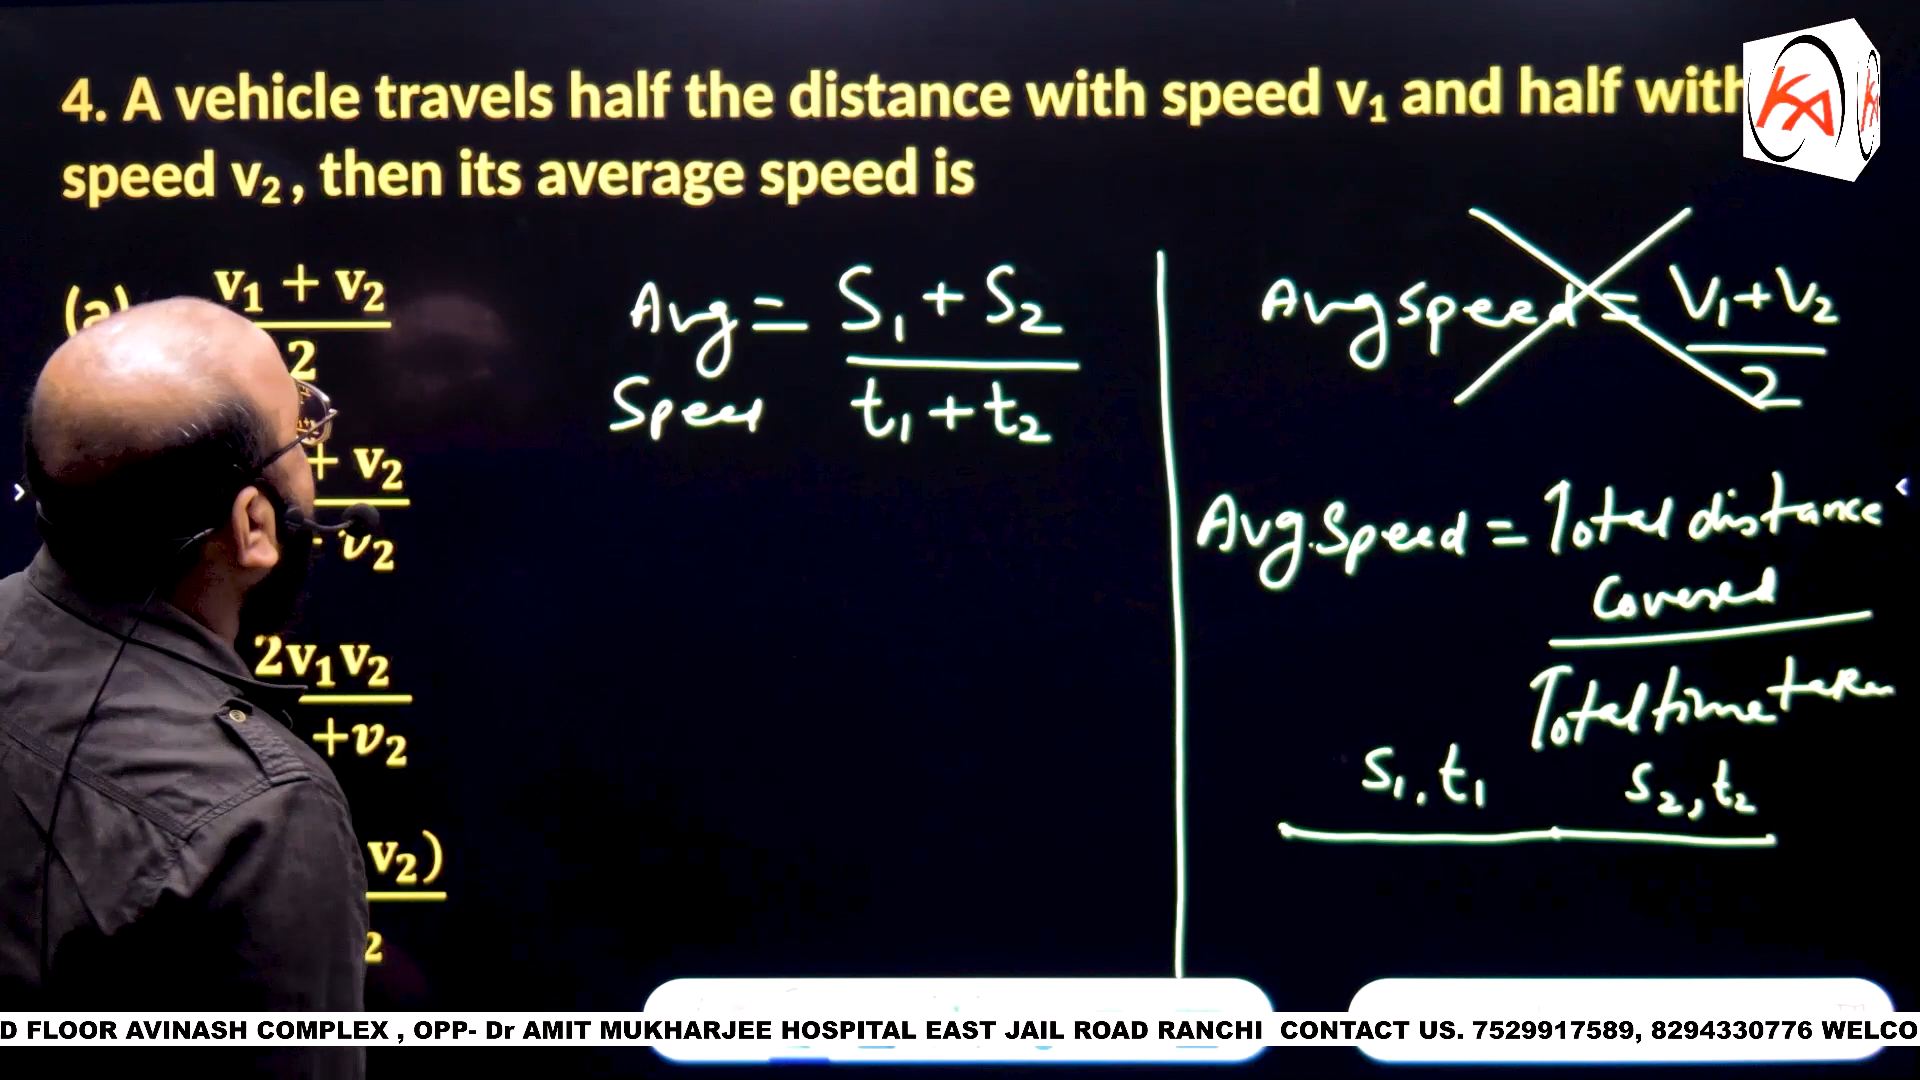 4. A vehicle travels half the distance with speed v₁ and half with
speed v₂, then its average speed is
(a) v₁ + v₂
2
+ v₂
v₂
2v₁v₂
+v₂
v₂)
2
Avg = S₁ + S₂
Speed t₁ + t₂
Avg speed = V₁+V₂
2
Avg. Speed = Total distance
Covered
Total time taken
S₁, t₁ S₂, t₂
KA
D FLOOR AVINASH COMPLEX , OPP- Dr AMIT MUKHARJEE HOSPITAL EAST JAIL ROAD RANCHI CONTACT US. 7529917589, 8294330776 WELCO